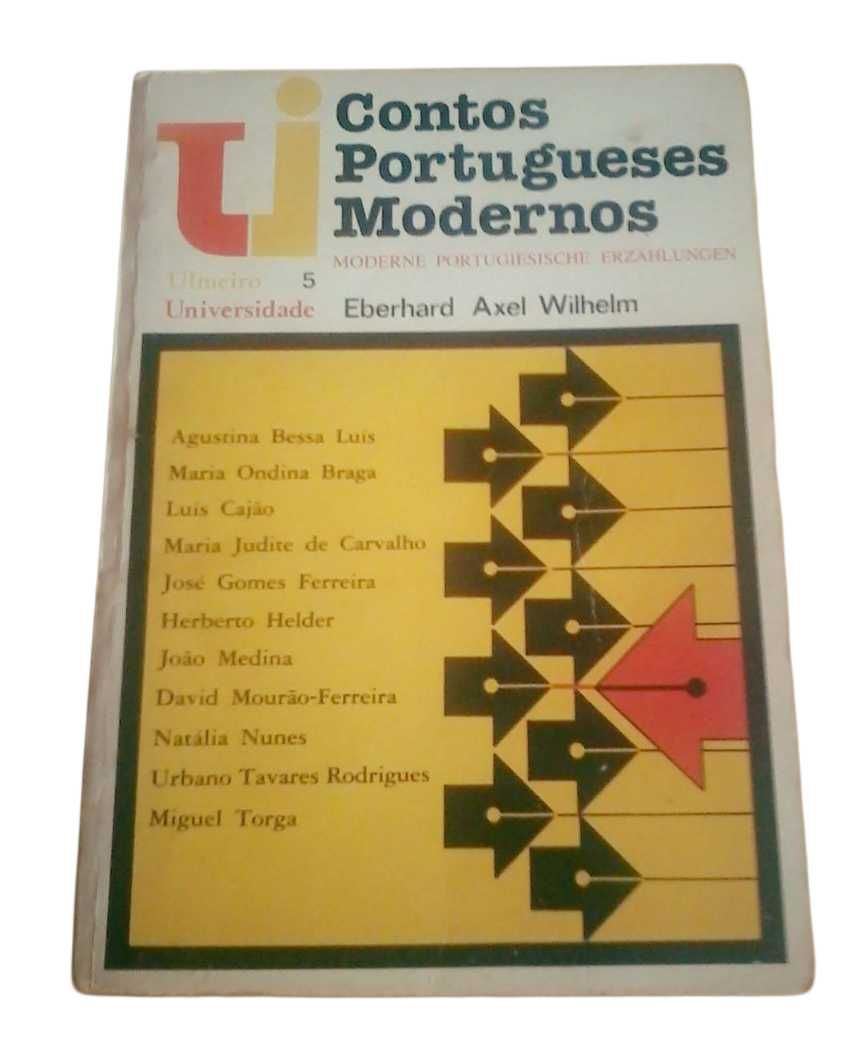 Contos
Portugueses
Modernos
MODERNE PORTUGIESISCHE ERZÄHLUNGEN
Ulmeiro 5
Universidade Eberhard Axel Wilhelm
Agustina Bessa Luís
Maria Ondina Braga
Luís Cajão
Maria Judite de Carvalho
José Gomes Ferreira
Herberto Helder
João Medina
David Mourão-Ferreira
Natália Nunes
Urbano Tavares Rodrigues
Miguel Torga